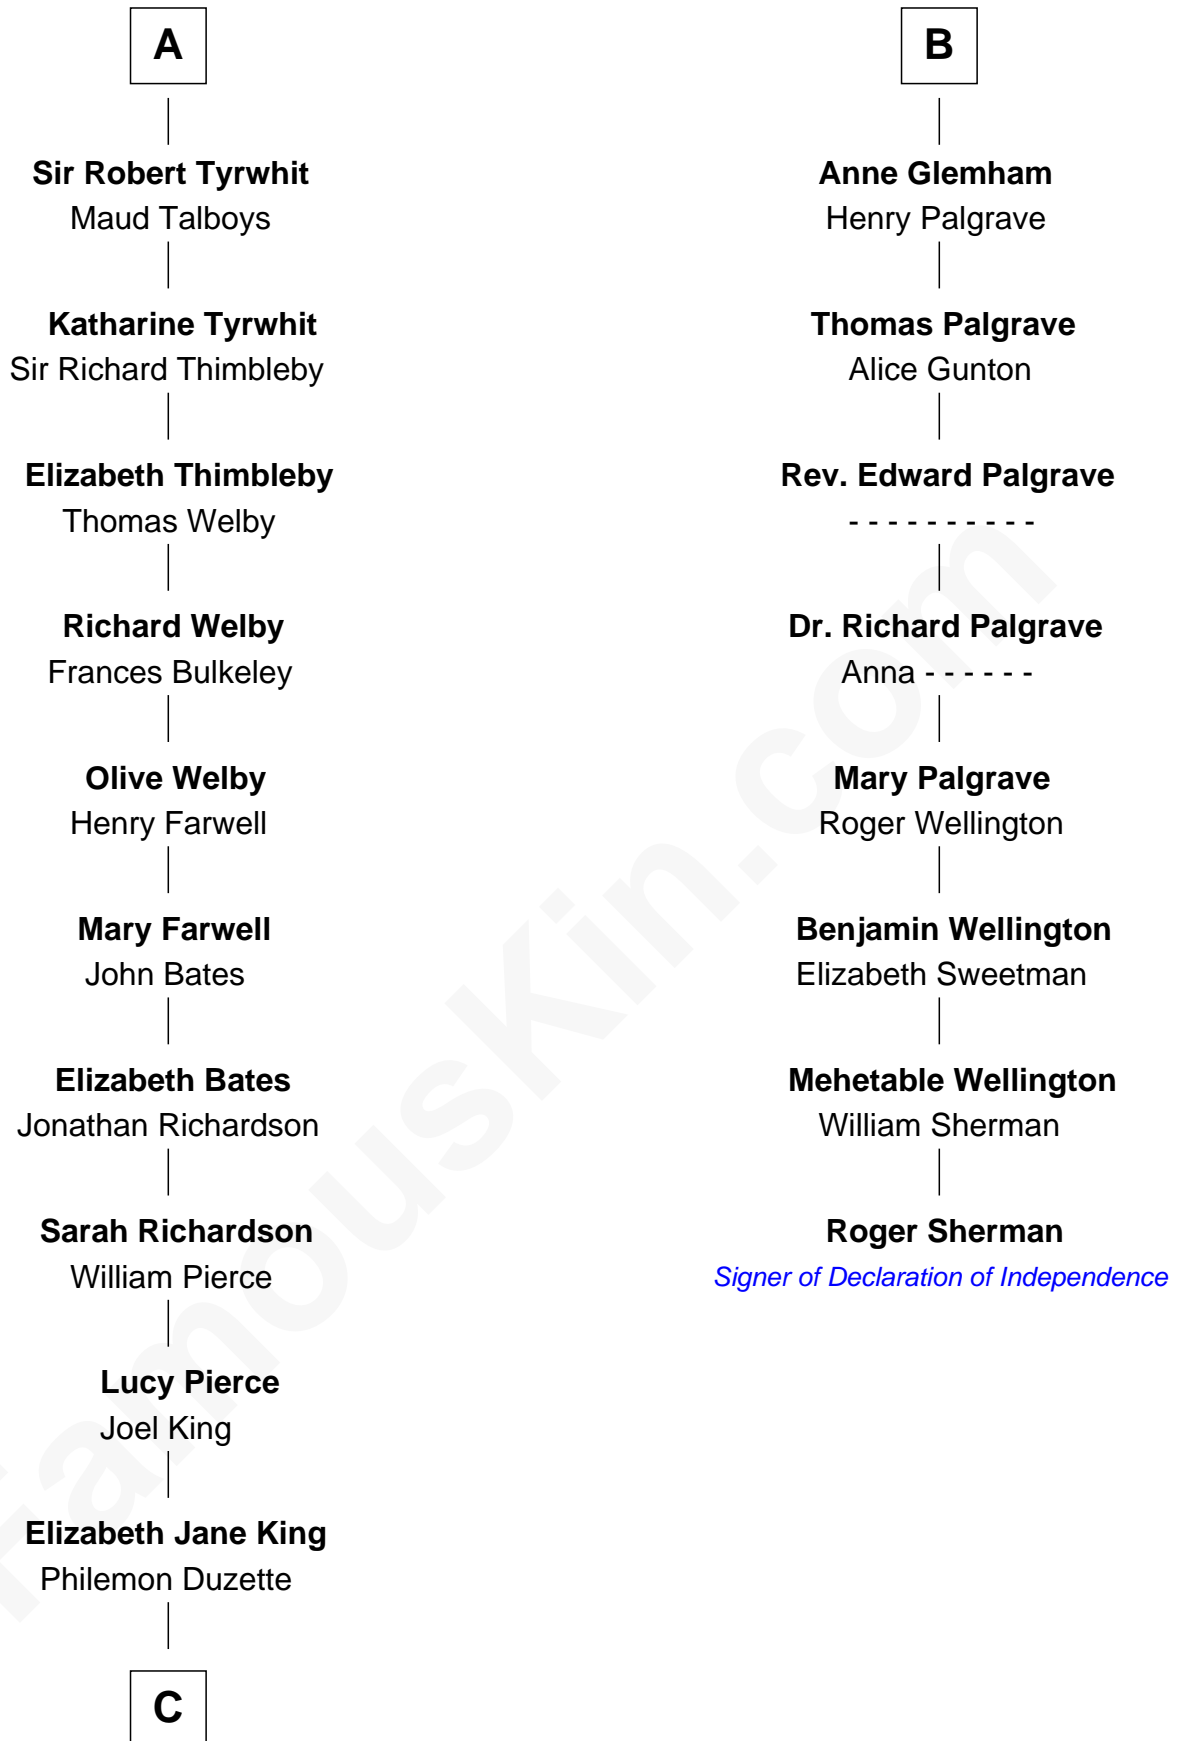 A
Sir Robert Tyrwhit
Maud Talboys
Katharine Tyrwhit
Sir Richard Thimbleby
Elizabeth Thimbleby
Thomas Welby
Richard Welby
Frances Bulkeley
Olive Welby
Henry Farwell
Mary Farwell
John Bates
Elizabeth Bates
Jonathan Richardson
Sarah Richardson
William Pierce
Lucy Pierce
Joel King
Elizabeth Jane King
Philemon Duzette
C
B
Anne Glemham
Henry Palgrave
Thomas Palgrave
Alice Gunton
Rev. Edward Palgrave
- - - - - - - - - -
Dr. Richard Palgrave
Anna - - - - - -
Mary Palgrave
Roger Wellington
Benjamin Wellington
Elizabeth Sweetman
Mehetable Wellington
William Sherman
Roger Sherman
Signer of Declaration of Independence
FamousKin.com